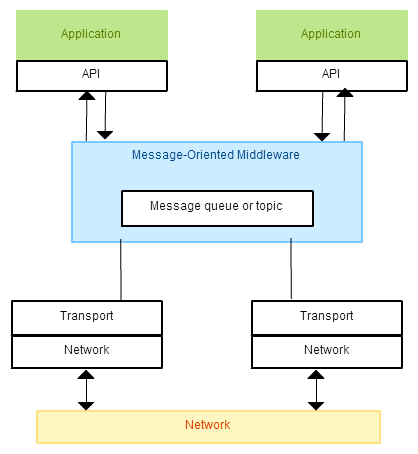 Application
Application
API
API
Message-Oriented Middleware
Message queue or topic
Transport
Transport
Network
Network
Network